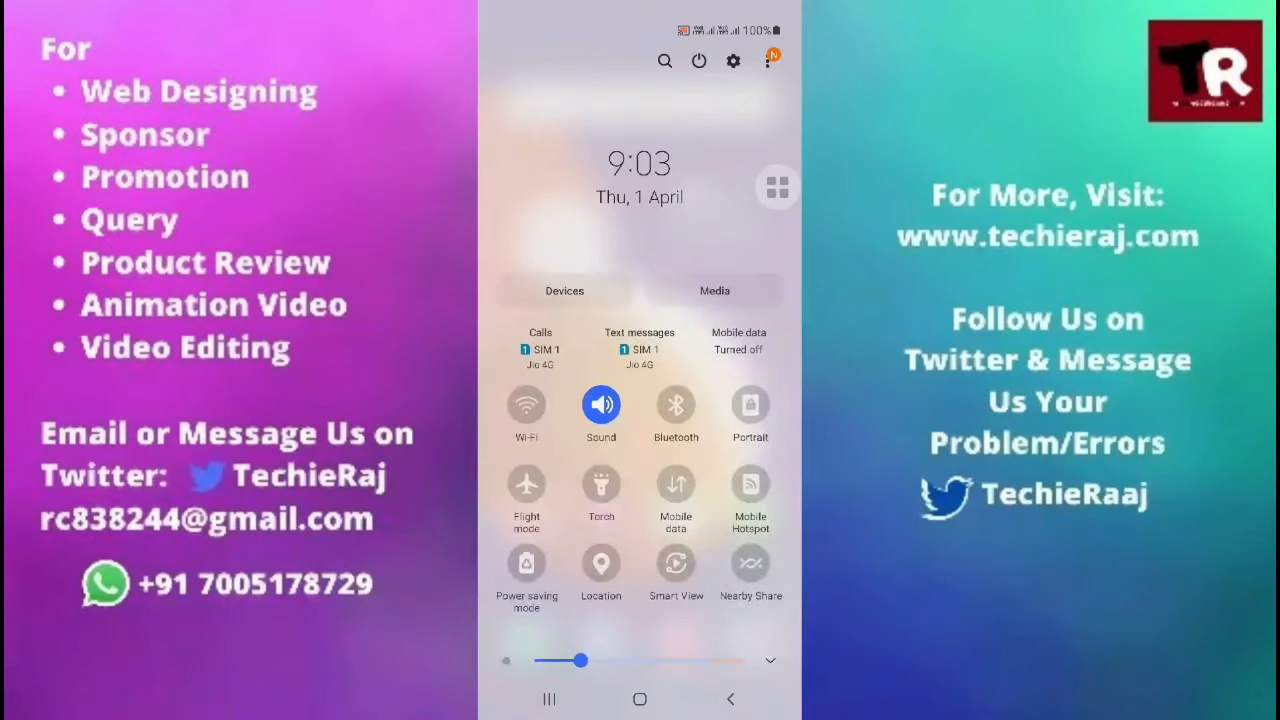 For
• Web Designing
• Sponsor
• Promotion
• Query
• Product Review
• Animation Video
• Video Editing
Email or Message Us on
Twitter: TechieRaj
rc838244@gmail.com
+91 7005178729
100%
N
9:03
Thu, 1 April
Devices
Media
Calls
1 SIM 1
Jio 4G
Text messages
1 SIM 1
Jio 4G
Mobile data
Turned off
Wi-Fi
Sound
Bluetooth
Portrait
Flight
mode
Torch
Mobile
data
Mobile
Hotspot
Power saving
mode
Location
Smart View
Nearby Share
TR
For More, Visit:
www.techieraj.com
Follow Us on
Twitter & Message
Us Your
Problem/Errors
TechieRaaj